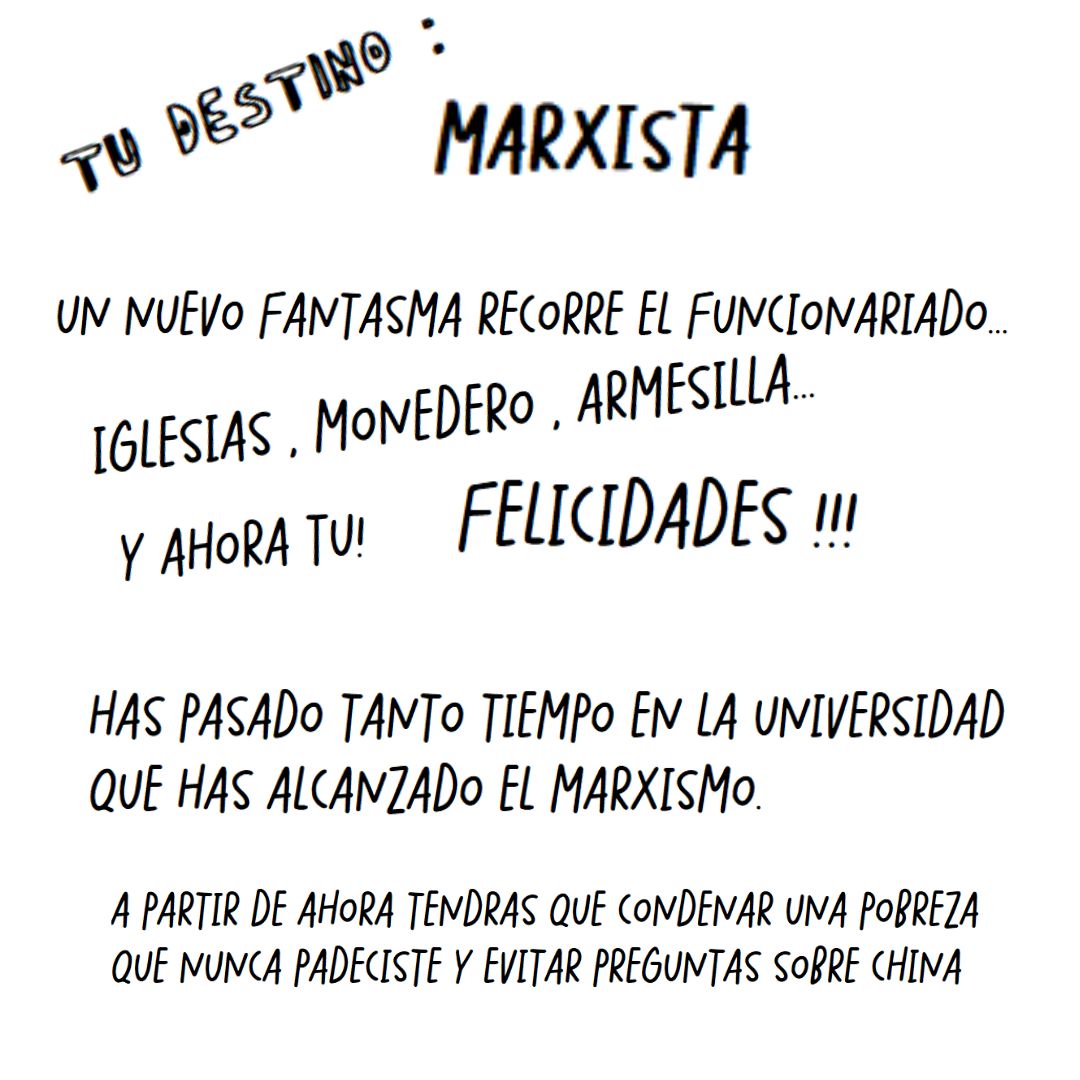 TU DESTINO :
MARXISTA
UN NUEVO FANTASMA RECORRE EL FUNCIONARIADO...
IGLESIAS , MONEDERO , ARMESILLA...
Y AHORA TU!
FELICIDADES !!!
HAS PASADO TANTO TIEMPO EN LA UNIVERSIDAD
QUE HAS ALCANZADO EL MARXISMO.
A PARTIR DE AHORA TENDRAS QUE CONDENAR UNA POBREZA
QUE NUNCA PADECISTE Y EVITAR PREGUNTAS SOBRE CHINA